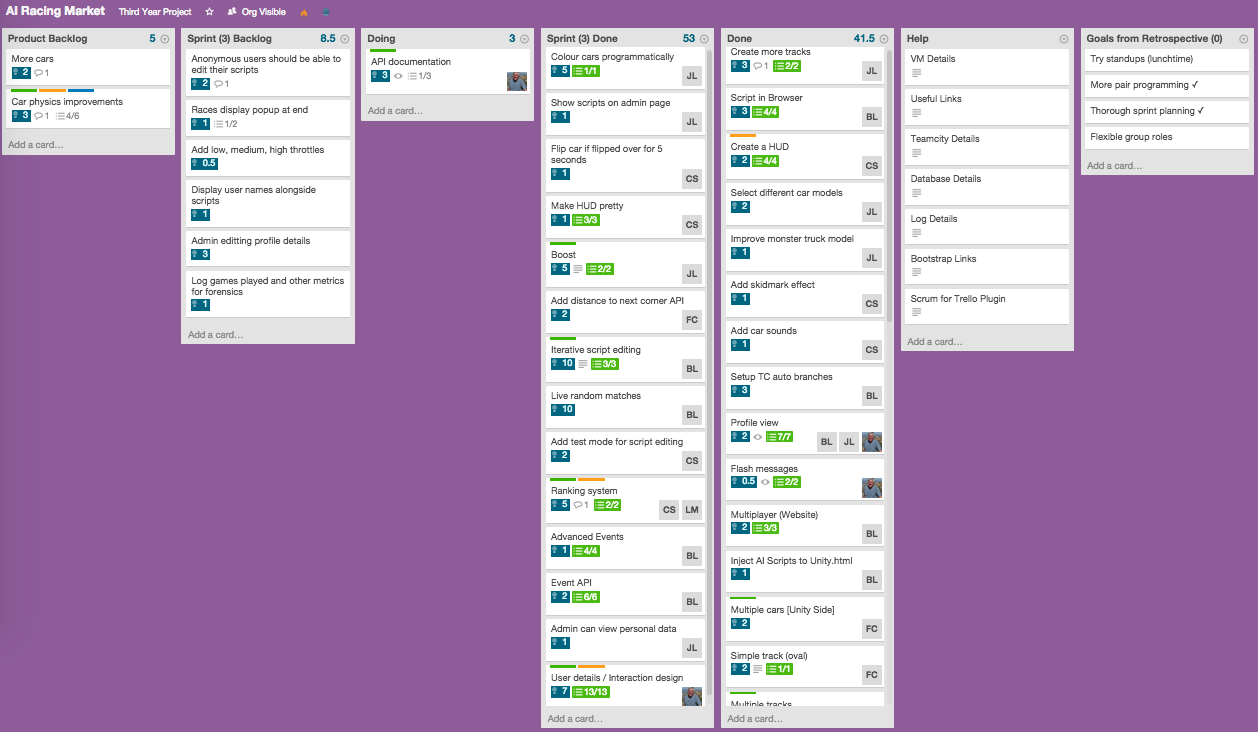 AI Racing Market
Third Year Project
Org Visible
Product Backlog 5
More cars
2 1
Car physics improvements
3 1 4/6
Add a card...
Sprint (3) Backlog 8.5
Anonymous users should be able to
edit their scripts
2 1
Races display popup at end
1 1/2
Add low, medium, high throttles
0.5
Display user names alongside
scripts
1
Admin editting profile details
3
Log games played and other metrics
for forensics
1
Add a card...
Doing 3
API documentation
3 1/3
Add a card...
Sprint (3) Done 53
Colour cars programmatically
5 1/1
JL
Show scripts on admin page
1
JL
Flip car if flipped over for 5
seconds
1
CS
Make HUD pretty
1 3/3
CS
Boost
5 2/2
JL
Add distance to next corner API
2
FC
Iterative script editing
10 3/3
BL
Live random matches
10
BL
Add test mode for script editing
2
CS
Ranking system
5 1 2/2
CS LM
Advanced Events
1 4/4
BL
Event API
2 6/6
BL
Admin can view personal data
1
JL
User details / Interaction design
7 13/13
Add a card...
Done 41.5
Create more tracks
3 1 2/2
JL
Script in Browser
3 4/4
BL
Create a HUD
2 4/4
CS
Select different car models
2
JL
Improve monster truck model
1
JL
Add skidmark effect
1
CS
Add car sounds
1
CS
Setup TC auto branches
3
BL
Profile view
2 7/7
BL JL
Flash messages
0.5 2/2
Multiplayer (Website)
2 3/3
BL
Inject AI Scripts to Unity.html
1
BL
Multiple cars [Unity Side]
2
FC
Simple track (oval)
2 1/1
FC
Multiple tracks
Add a card...
Help
VM Details
Useful Links
Teamcity Details
Database Details
Log Details
Bootstrap Links
Scrum for Trello Plugin
Add a card...
Goals from Retrospective (0)
Try standups (lunchtime)
More pair programming ✓
Thorough sprint planning ✓
Flexible group roles
Add a card...